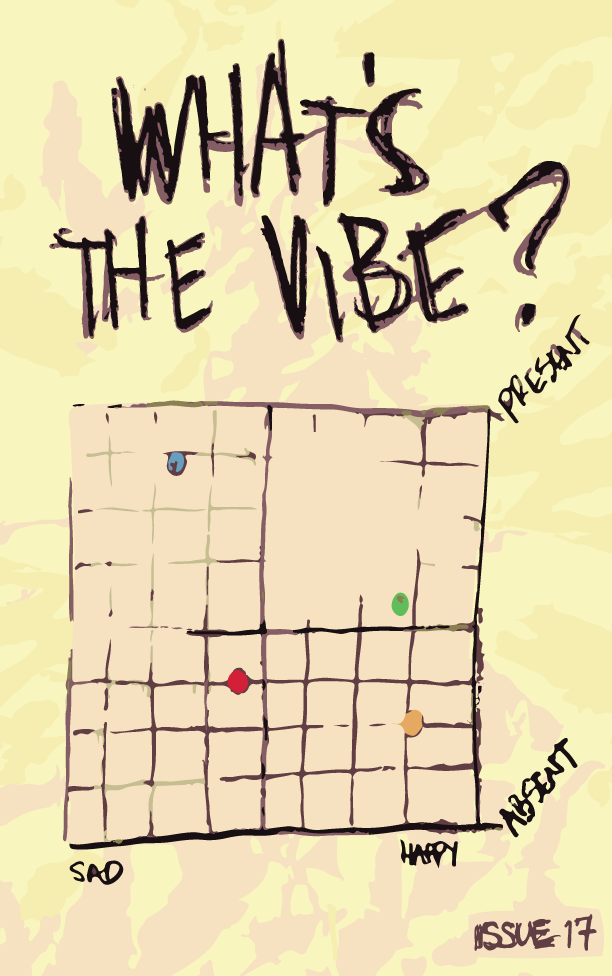 WHAT'S
THE VIBE?
PRESENT
ABSENT
SAD
HAPPY
ISSUE 17